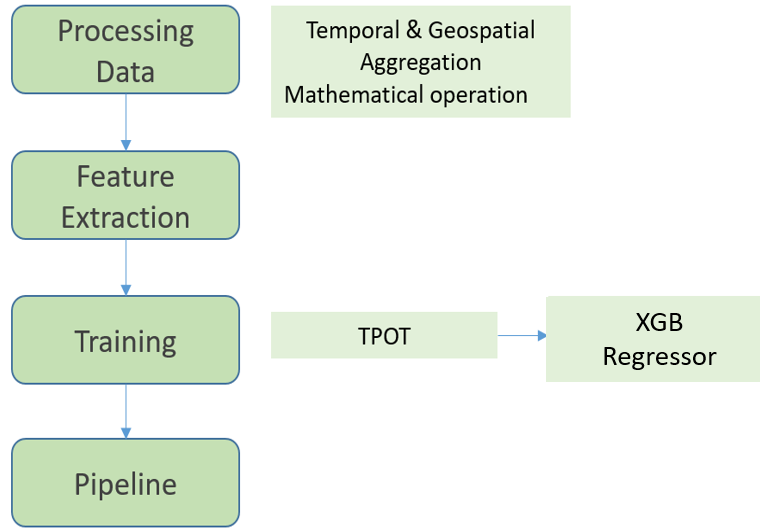 Processing
Data
Temporal & Geospatial
Aggregation
Mathematical operation
Feature
Extraction
Training
TPOT
XGB
Regressor
Pipeline